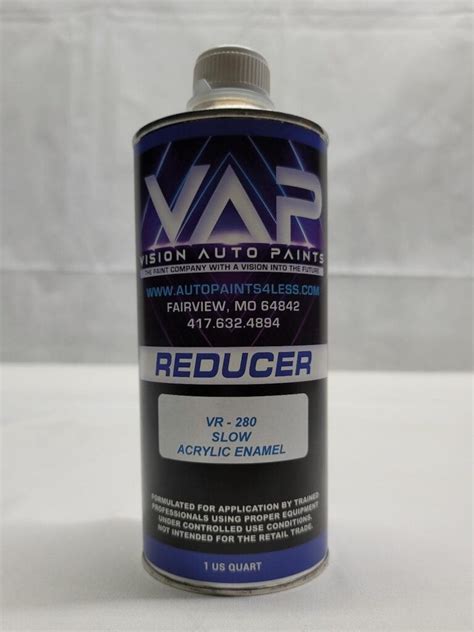 VAP
VISION AUTO PAINTS
THE PAINT COMPANY WITH A VISION INTO THE FUTURE
WWW.AUTOPAINTS4LESS.COM
FAIRVIEW, MO 64842
417.632.4894
REDUCER
VR - 280
SLOW
ACRYLIC ENAMEL
FORMULATED FOR APPLICATION BY TRAINED
PROFESSIONALS USING PROPER EQUIPMENT
UNDER CONTROLLED USE CONDITIONS.
NOT INTENDED FOR THE RETAIL TRADE.
1 US QUART